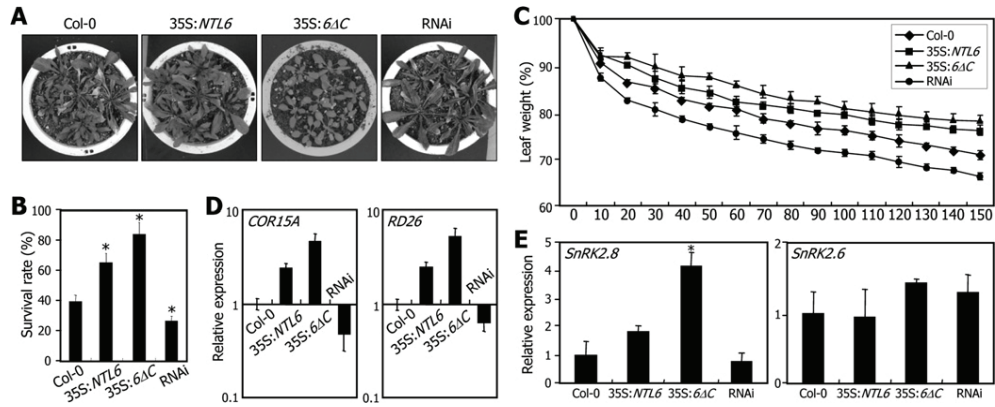 A
Col-0 35S:NTL6 35S:6ΔC RNAi
B
Survival rate (%)
100
80
60
40
20
0
* * *
Col-0 35S:NTL6 35S:6ΔC RNAi
C
Leaf weight (%)
100
90
80
70
60
0 10 20 30 40 50 60 70 80 90 100 110 120 130 140 150
Col-0
35S:NTL6
35S:6ΔC
RNAi
D
Relative expression
10
1
0.1
COR15A
Col-0 35S:NTL6 35S:6ΔC RNAi
10
1
0.1
RD26
Col-0 35S:NTL6 35S:6ΔC RNAi
E
Relative expression
5
4
3
2
1
0
SnRK2.8
*
Col-0 35S:NTL6 35S:6ΔC RNAi
2
1
0
SnRK2.6
Col-0 35S:NTL6 35S:6ΔC RNAi